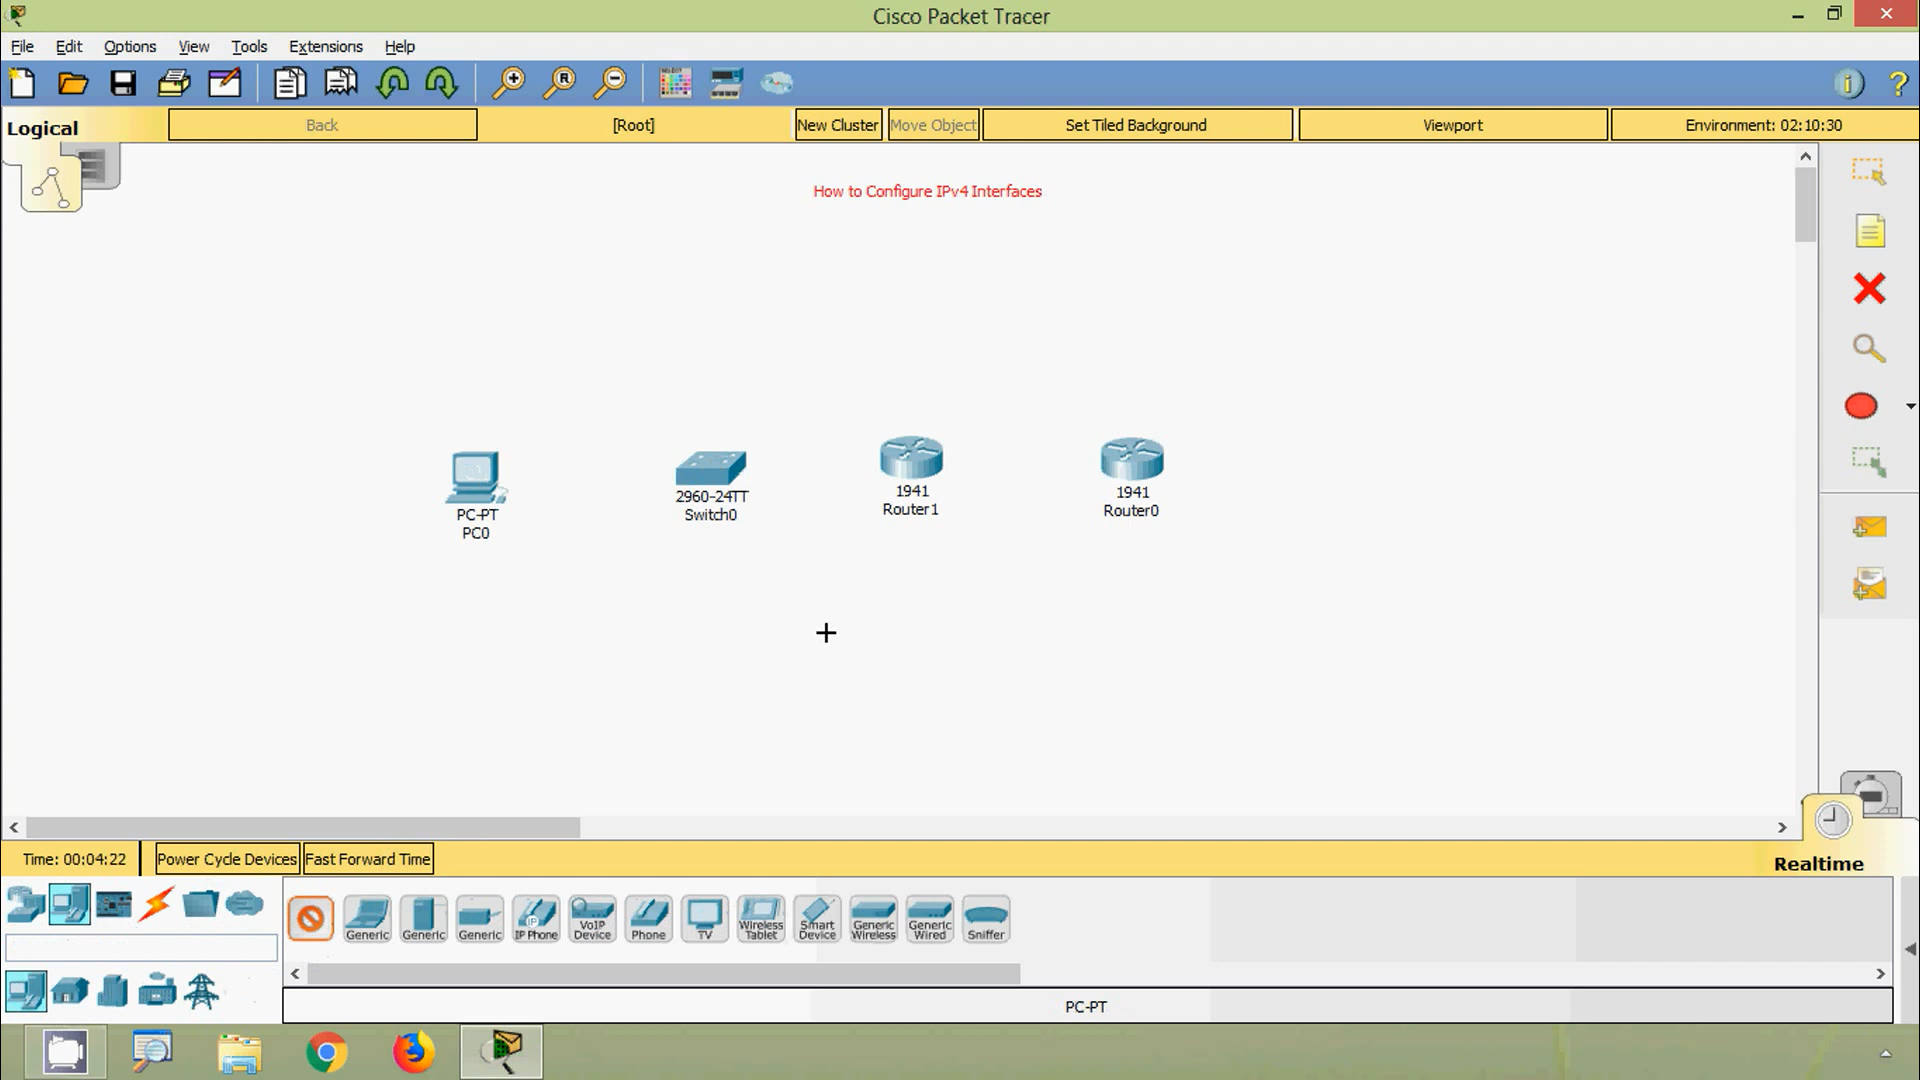 Cisco Packet Tracer
File Edit Options View Tools Extensions Help
Logical Back [Root] New Cluster Move Object Set Tiled Background Viewport Environment: 02:10:30
How to Configure IPv4 Interfaces
PC-PT
PC0
2960-24TT
Switch0
1941
Router1
1941
Router0
Time: 00:04:22 Power Cycle Devices Fast Forward Time
Realtime
Generic Generic Generic IP Phone VoIP Device Phone TV Wireless Tablet Smart Device Generic Wireless Generic Wired Sniffer
PC-PT